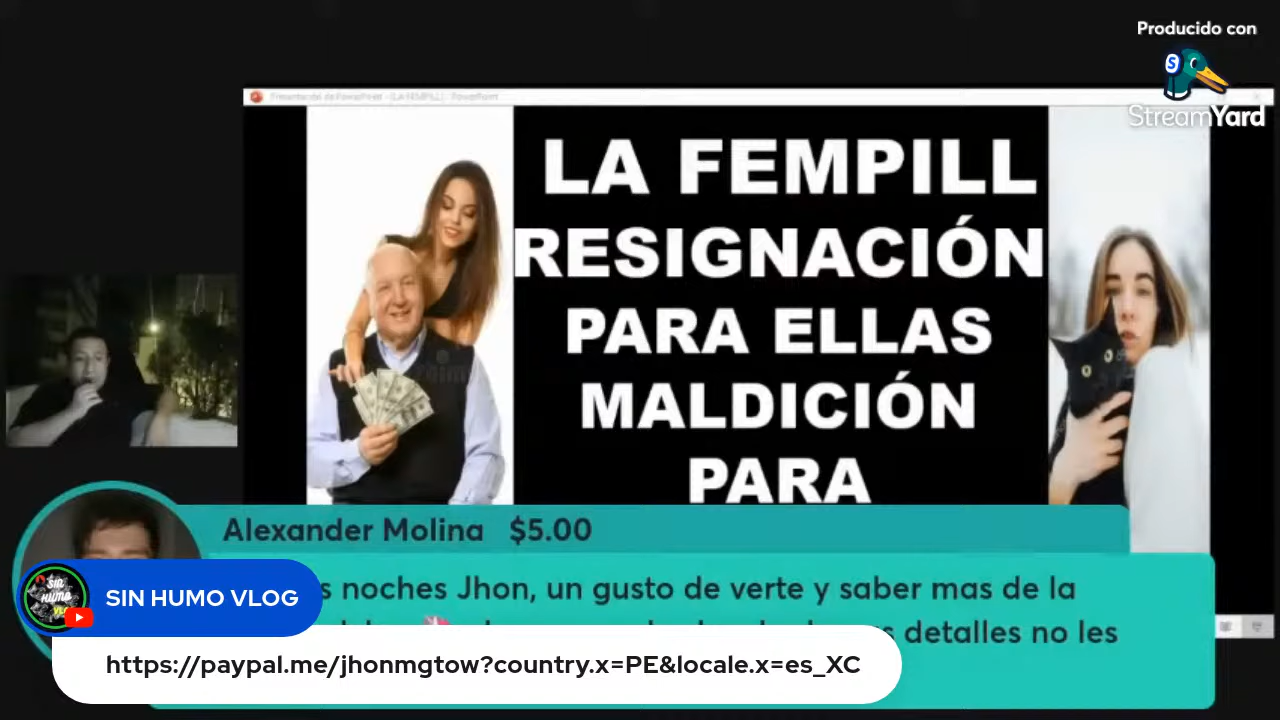 Producido con
StreamYard
LA FEMPILL
RESIGNACIÓN
PARA ELLAS
MALDICIÓN
PARA
Alexander Molina $5.00
noches Jhon, un gusto de verte y saber mas de la
detalles no les
SIN HUMO VLOG
https://paypal.me/jhonmgtow?country.x=PE&locale.x=es_XC